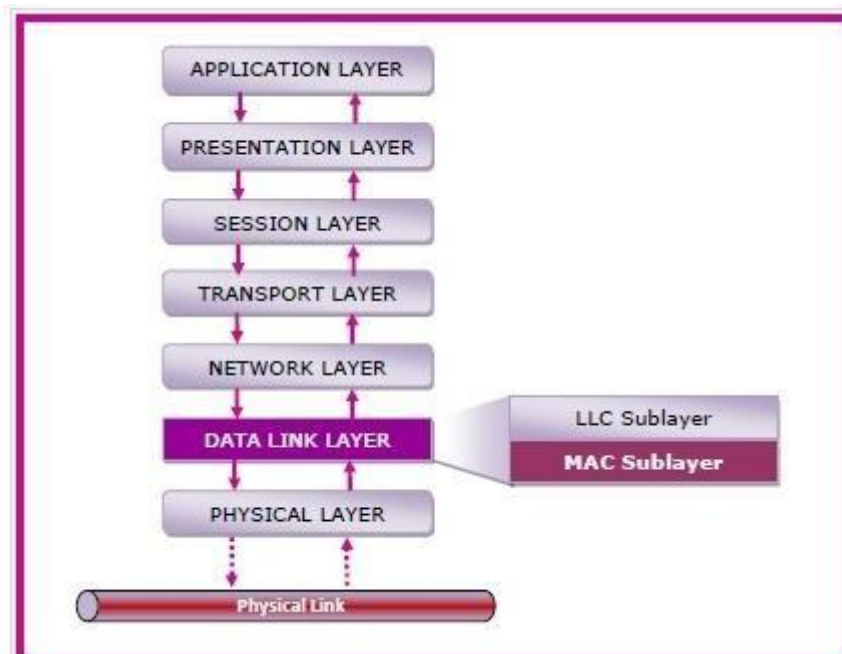 APPLICATION LAYER
PRESENTATION LAYER
SESSION LAYER
TRANSPORT LAYER
NETWORK LAYER
DATA LINK LAYER
LLC Sublayer
MAC Sublayer
PHYSICAL LAYER
Physical Link